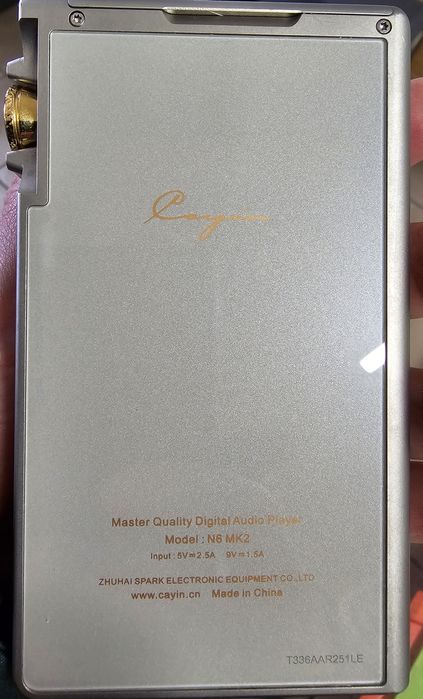 Cayin
Master Quality Digital Audio Player
Model : N6 MK2
Input : 5V⎓2.5A 9V⎓1.5A
ZHUHAI SPARK ELECTRONIC EQUIPMENT CO.,LTD
www.cayin.cn Made in China
T336AAR251LE